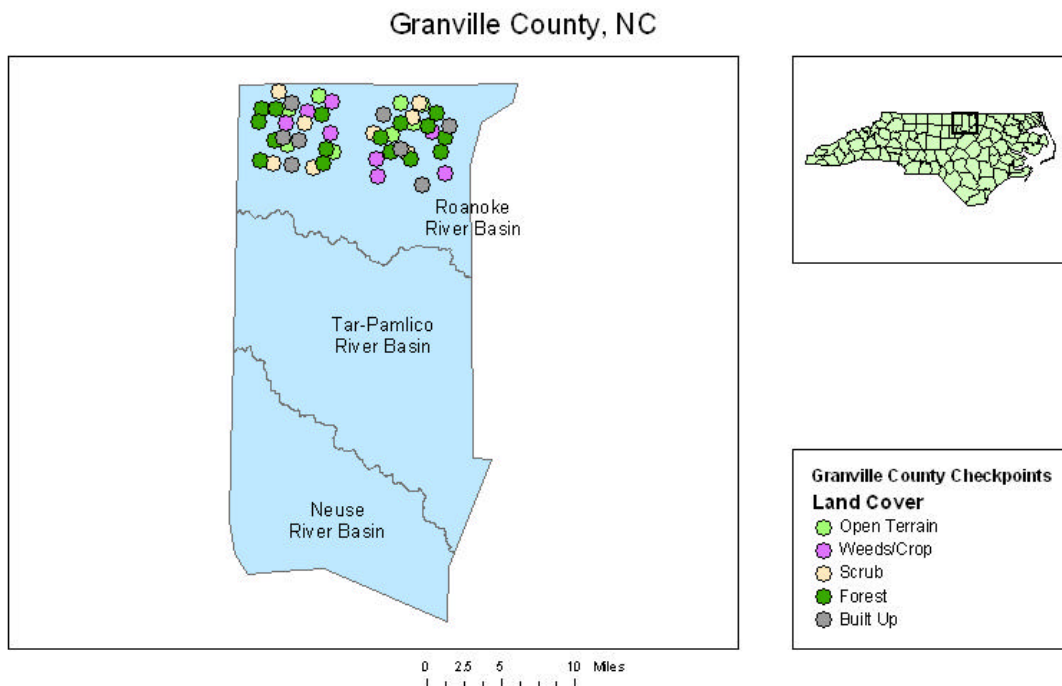 Granville County, NC
Roanoke
River Basin
Tar-Pamlico
River Basin
Neuse
River Basin
Granville County Checkpoints
Land Cover
Open Terrain
Weeds/Crop
Scrub
Forest
Built Up
0 2.5 5 10 Miles